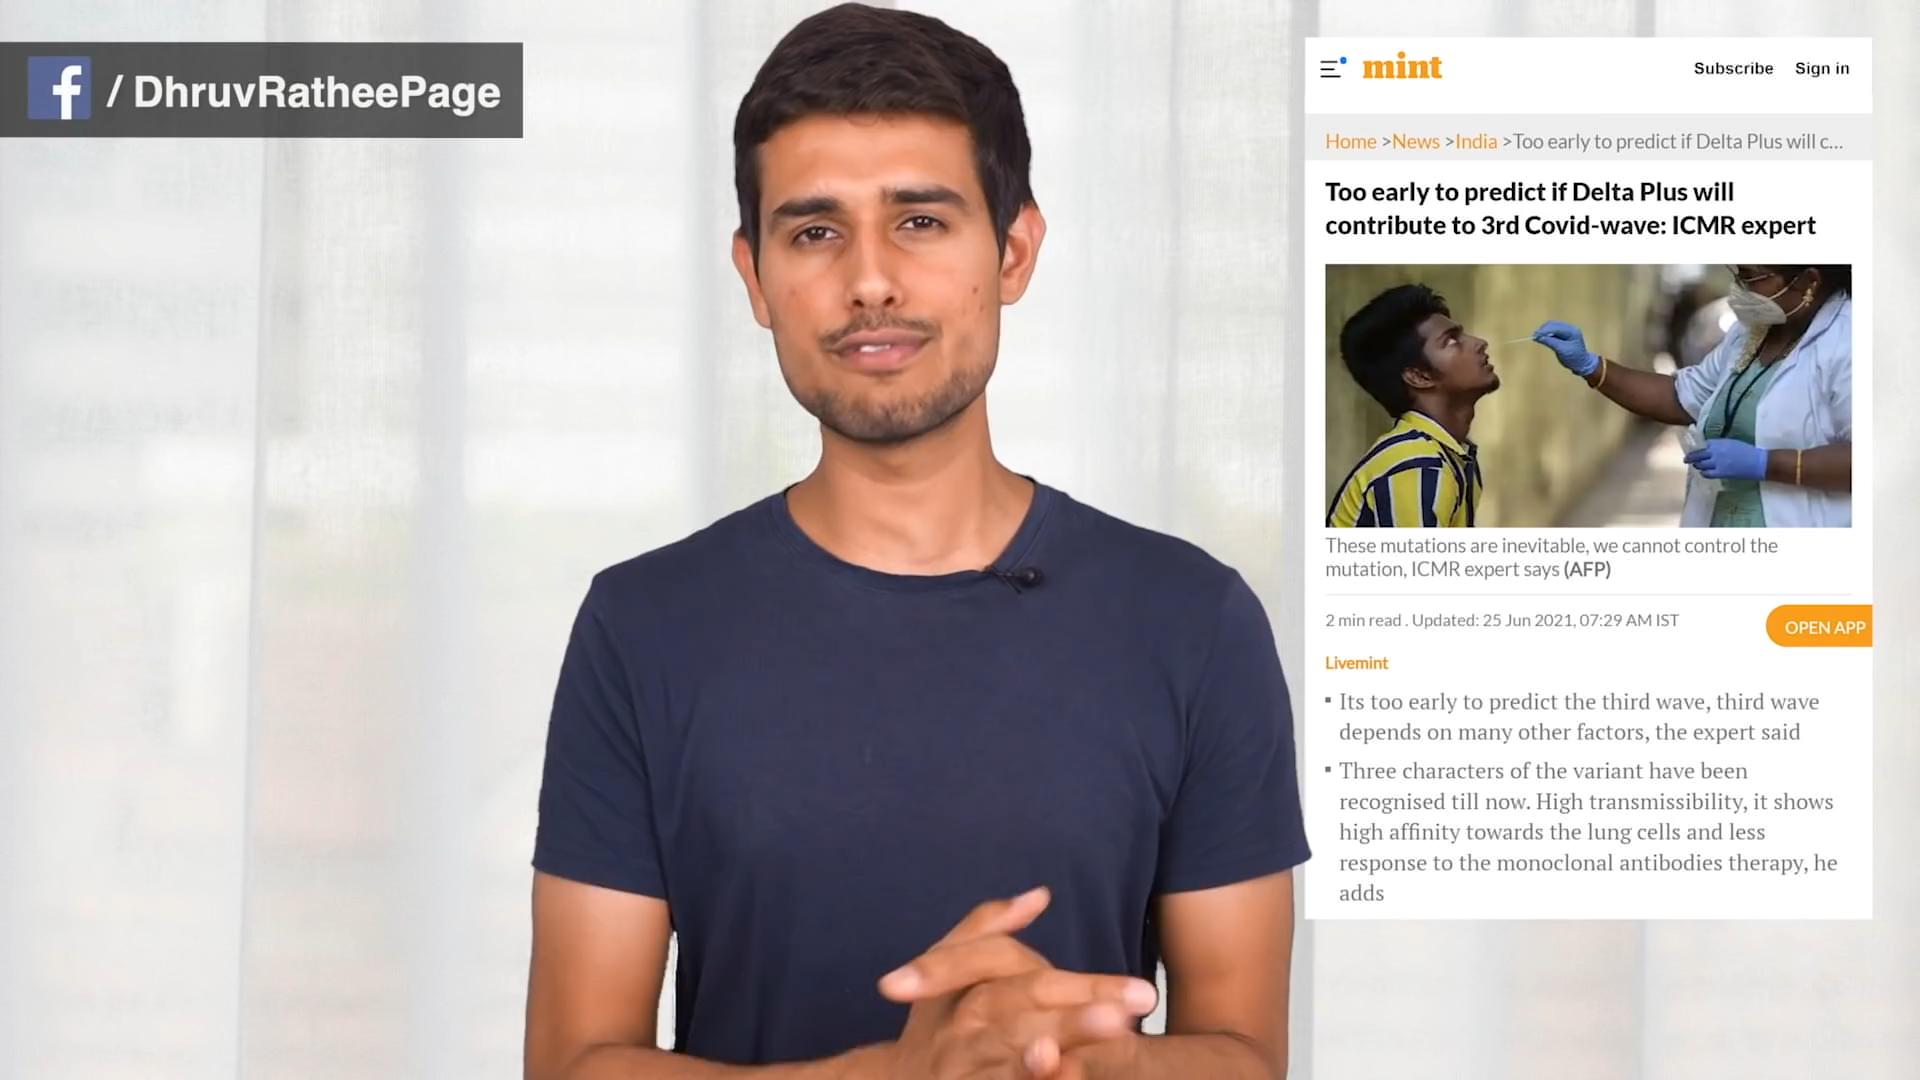 / DhruvRatheePage
mint
Subscribe Sign in
Home >News >India >Too early to predict if Delta Plus will c...
Too early to predict if Delta Plus will
contribute to 3rd Covid-wave: ICMR expert
These mutations are inevitable, we cannot control the
mutation, ICMR expert says (AFP)
2 min read . Updated: 25 Jun 2021, 07:29 AM IST
OPEN APP
Livemint
▪ Its too early to predict the third wave, third wave
depends on many other factors, the expert said
▪ Three characters of the variant have been
recognised till now. High transmissibility, it shows
high affinity towards the lung cells and less
response to the monoclonal antibodies therapy, he
adds